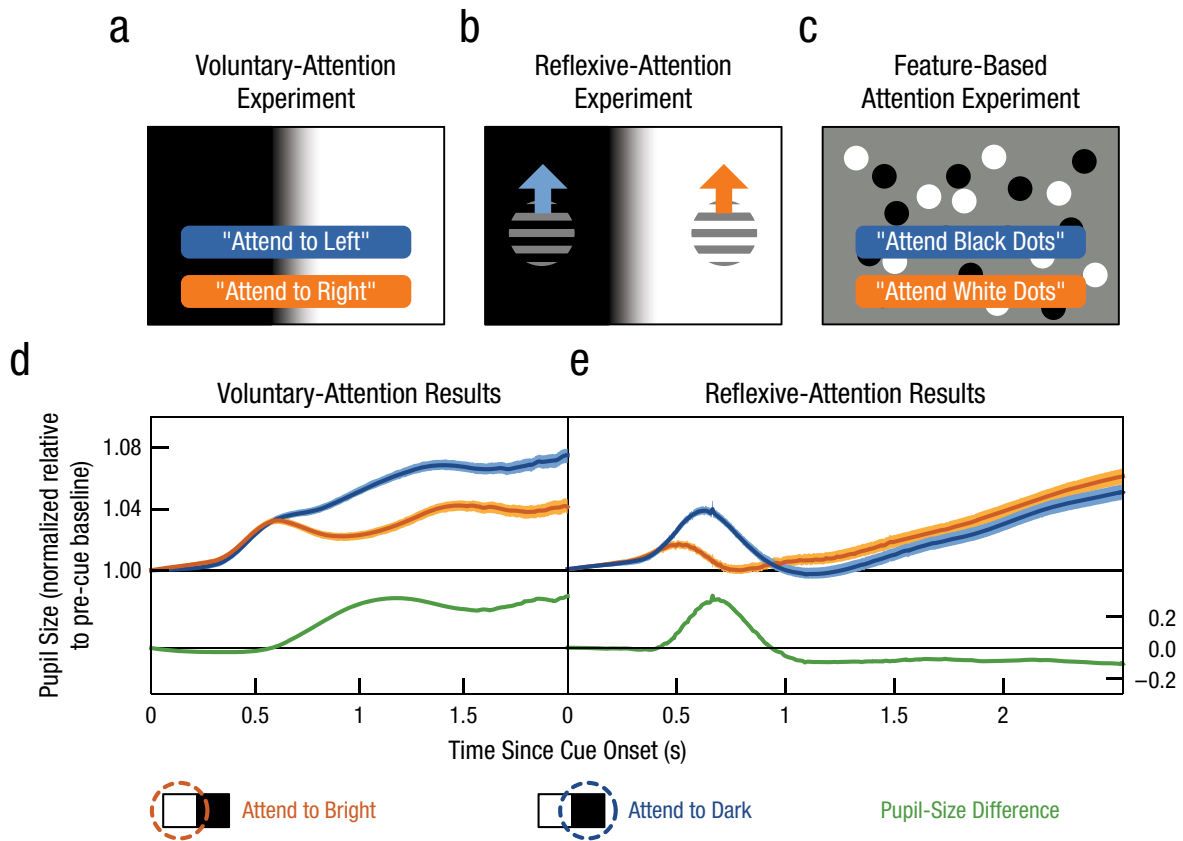 a
Voluntary-Attention
Experiment
"Attend to Left"
"Attend to Right"
b
Reflexive-Attention
Experiment
c
Feature-Based
Attention Experiment
"Attend Black Dots"
"Attend White Dots"
d
Voluntary-Attention Results
e
Reflexive-Attention Results
Pupil Size (normalized relative
to pre-cue baseline)
1.08
1.04
1.00
0.2
0.0
−0.2
0 0.5 1 1.5 0 0.5 1 1.5 2
Time Since Cue Onset (s)
Attend to Bright
Attend to Dark
Pupil-Size Difference